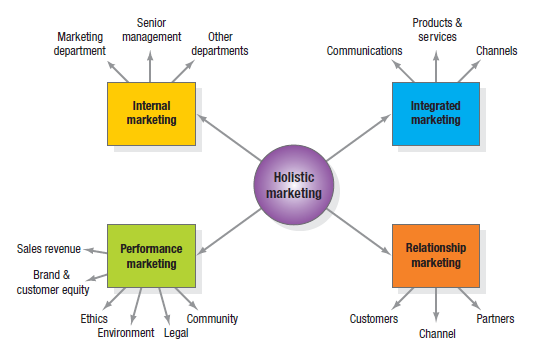 Marketing
department
Senior
management
Other
departments
Communications
Products &
services
Channels
Internal
marketing
Integrated
marketing
Holistic
marketing
Performance
marketing
Relationship
marketing
Sales revenue
Brand &
customer equity
Ethics
Environment
Legal
Community
Customers
Channel
Partners